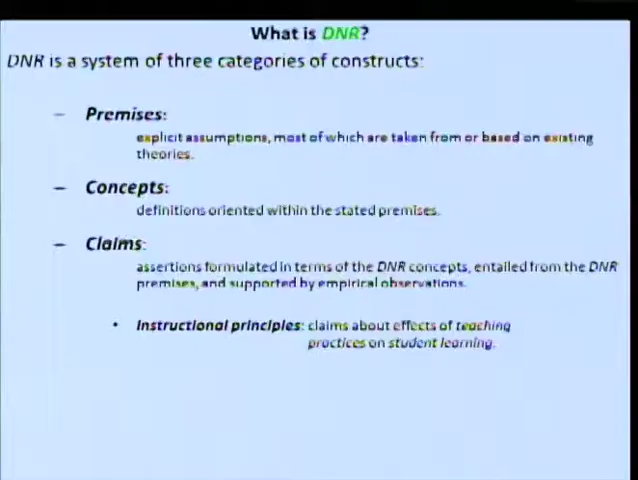 What is DNR?
DNR is a system of three categories of constructs:
– Premises:
explicit assumptions, most of which are taken from or based on existing
theories.
– Concepts:
definitions oriented within the stated premises.
– Claims:
assertions formulated in terms of the DNR concepts, entailed from the DNR
premises, and supported by empirical observations.
• Instructional principles: claims about effects of teaching
practices on student learning.